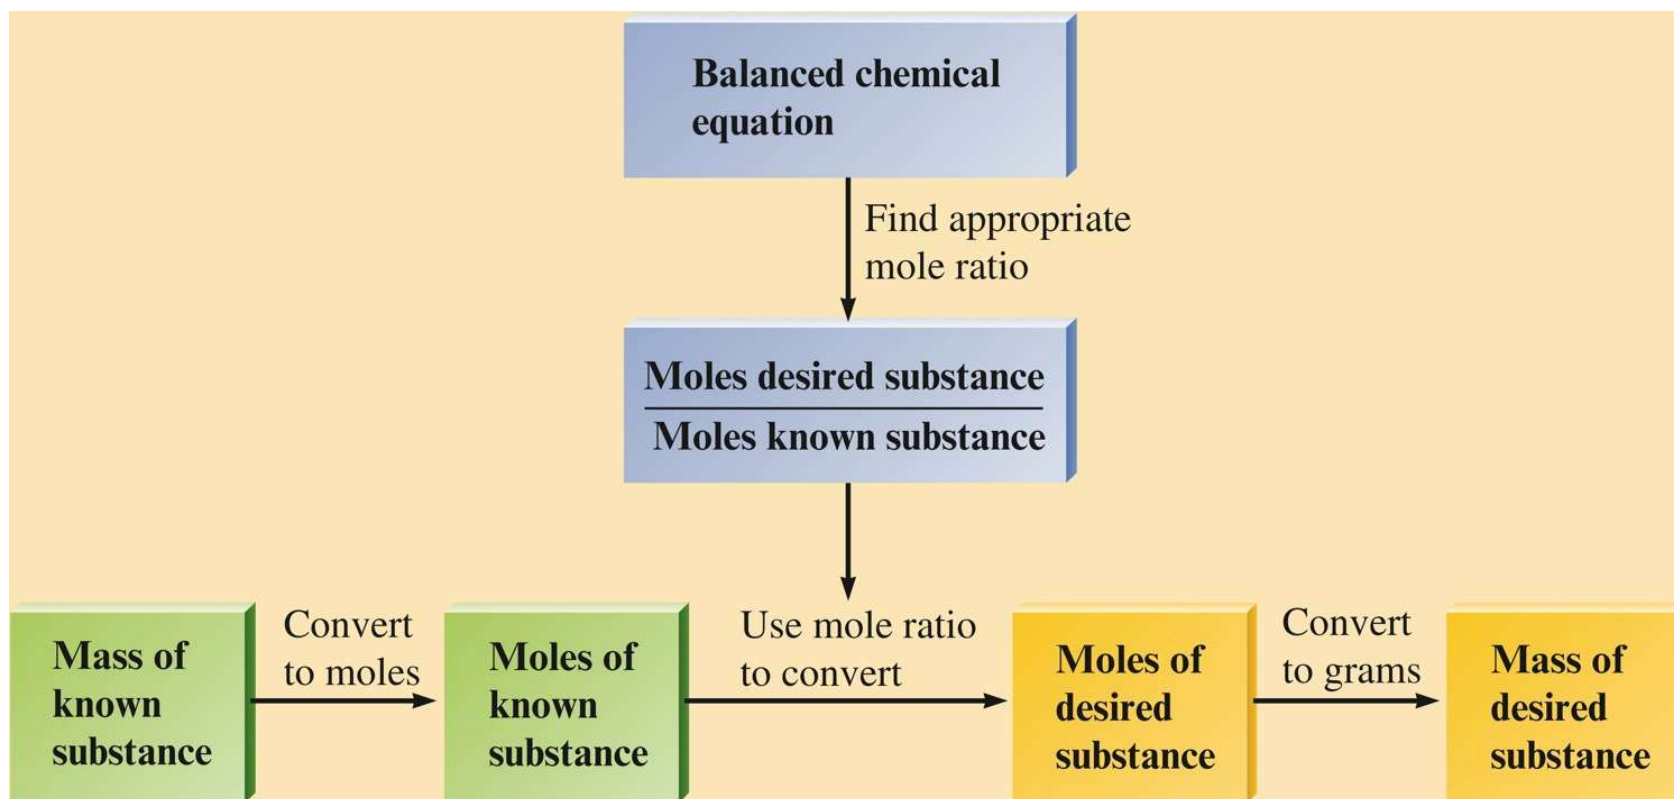 Balanced chemical
equation
Find appropriate
mole ratio
Moles desired substance
Moles known substance
Mass of
known
substance
Convert
to moles
Moles of
known
substance
Use mole ratio
to convert
Moles of
desired
substance
Convert
to grams
Mass of
desired
substance